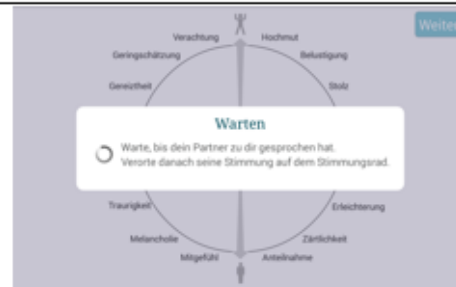 Weiter
Verachtung
Hochmut
Geringschätzung
Belustigung
Gereiztheit
Stolz
Warten
Warte, bis dein Partner zu dir gesprochen hat.
Verorte danach seine Stimmung auf dem Stimmungsrad.
Traurigkeit
Erleichterung
Melancholie
Zärtlichkeit
Mitgefühl
Anteilnahme